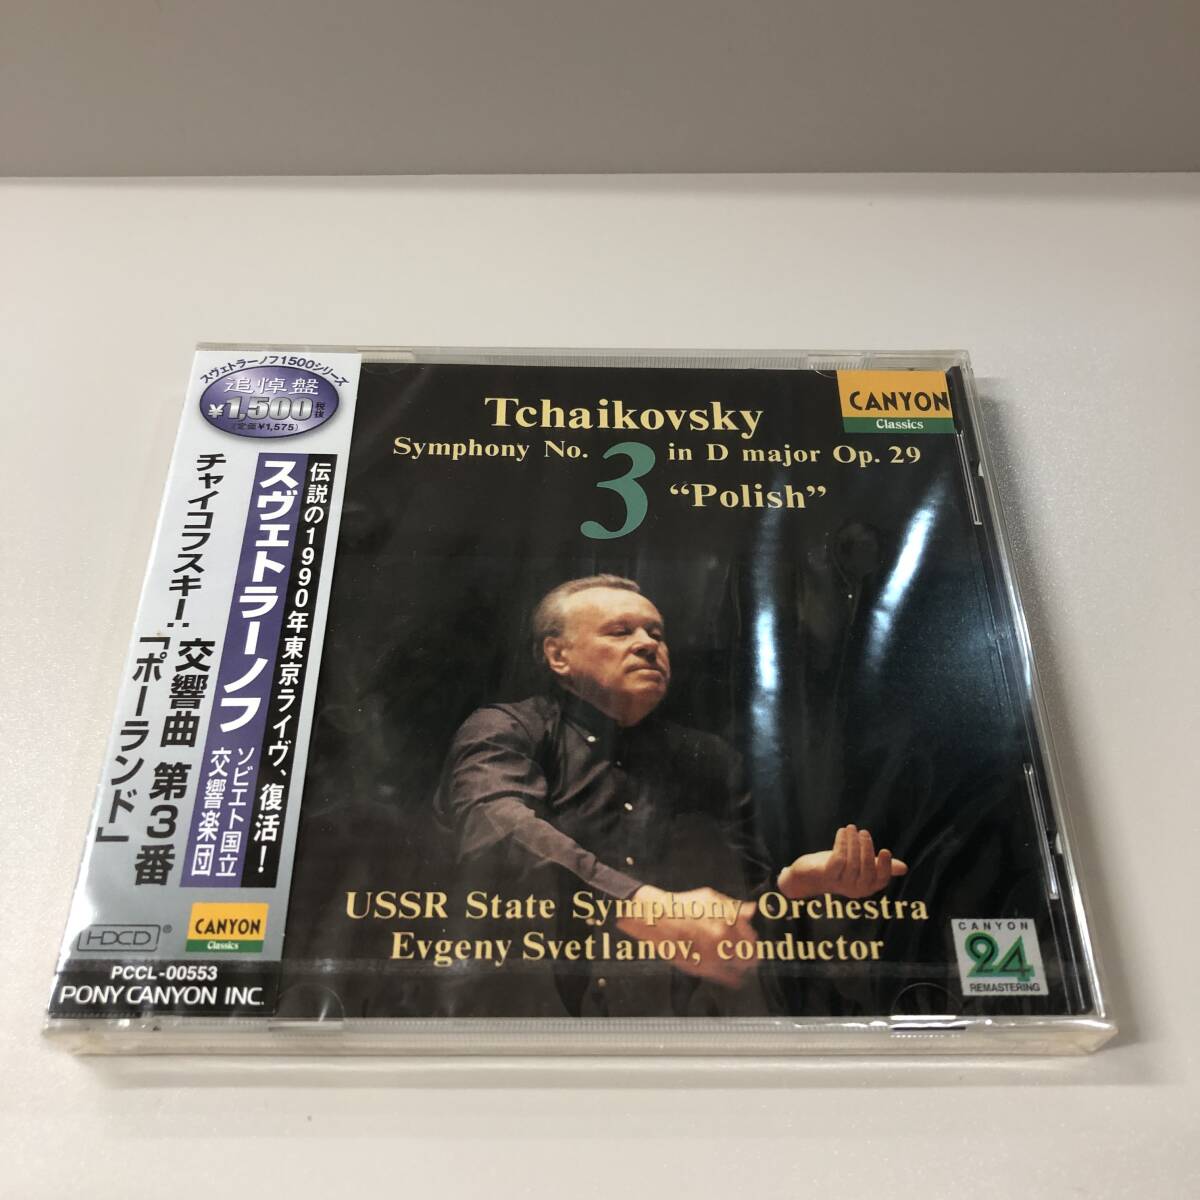 スヴェトラーノフ1500シリーズ
追悼盤
¥1,500 税抜
(定価¥1,575)
伝説の1990年東京ライヴ、復活!
スヴェトラーノフ ソビエト国立交響楽団
チャイコフスキー:交響曲 第3番「ポーランド」
HDCD®
CANYON
Classics
PCCL-00553
PONY CANYON INC.
CANYON
Classics
Tchaikovsky
Symphony No. 3 in D major Op. 29
“Polish”
USSR State Symphony Orchestra
Evgeny Svetlanov, conductor
CANYON
24
REMASTERING